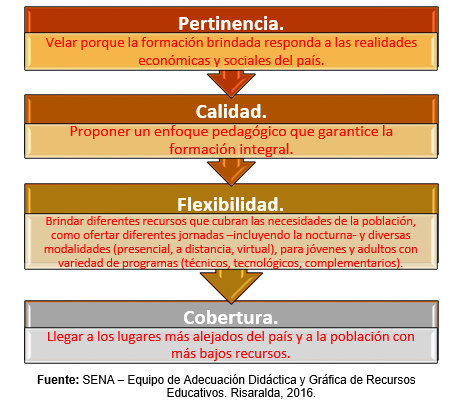 Pertinencia.
Velar porque la formación brindada responda a las realidades
económicas y sociales del país.
Calidad.
Proponer un enfoque pedagógico que garantice la
formación integral.
Flexibilidad.
Brindar diferentes recursos que cubran las necesidades de la población,
como ofertar diferentes jornadas –incluyendo la nocturna- y diversas
modalidades (presencial, a distancia, virtual), para jóvenes y adultos con
variedad de programas (técnicos, tecnológicos, complementarios).
Cobertura.
Llegar a los lugares más alejados del país y a la población con
más bajos recursos.
Fuente: SENA – Equipo de Adecuación Didáctica y Gráfica de Recursos
Educativos. Risaralda, 2016.